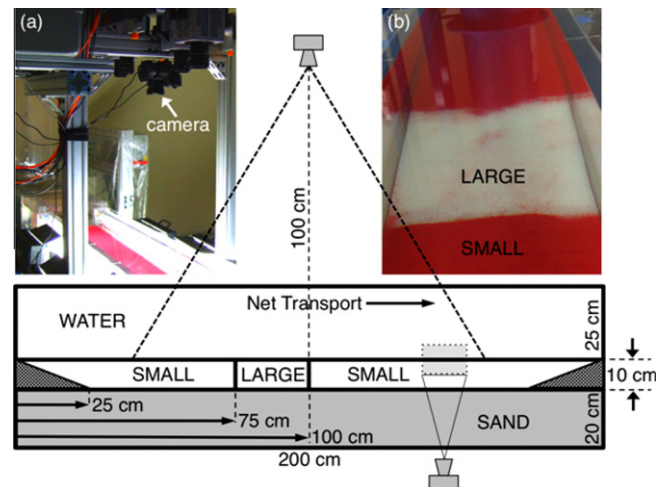 (a)
camera
(b)
LARGE
SMALL
100 cm
Net Transport
WATER
25 cm
SMALL
LARGE
SMALL
10 cm
25 cm
75 cm
SAND
20 cm
100 cm
200 cm